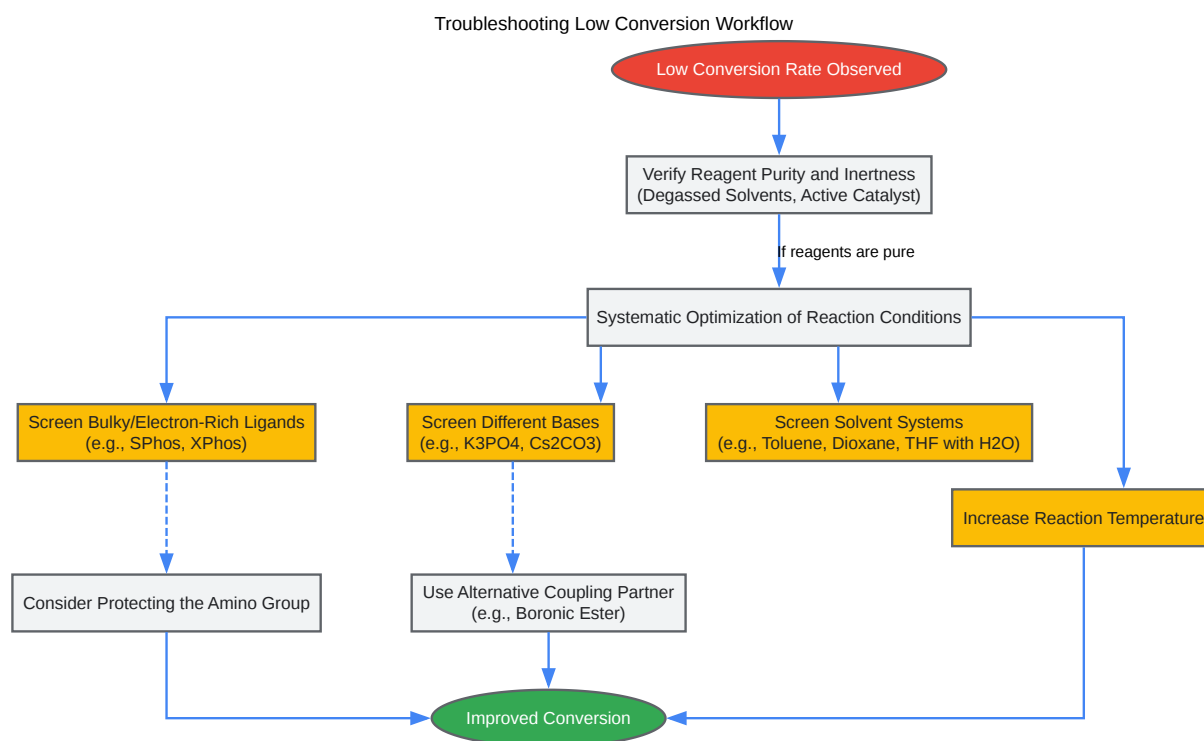 Troubleshooting Low Conversion Workflow
Low Conversion Rate Observed
Verify Reagent Purity and Inertness
(Degassed Solvents, Active Catalyst)
If reagents are pure
Systematic Optimization of Reaction Conditions
Screen Bulky/Electron-Rich Ligands
(e.g., SPhos, XPhos)
Screen Different Bases
(e.g., K3PO4, Cs2CO3)
Screen Solvent Systems
(e.g., Toluene, Dioxane, THF with H2O)
Increase Reaction Temperature
Consider Protecting the Amino Group
Use Alternative Coupling Partner
(e.g., Boronic Ester)
Improved Conversion